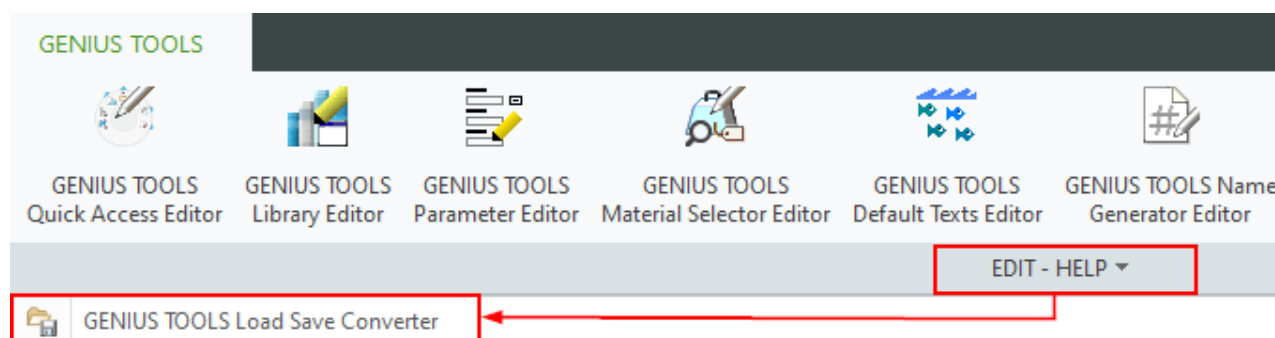 GENIUS TOOLS
GENIUS TOOLS
Quick Access Editor
GENIUS TOOLS
Library Editor
GENIUS TOOLS
Parameter Editor
GENIUS TOOLS
Material Selector Editor
GENIUS TOOLS
Default Texts Editor
GENIUS TOOLS Name
Generator Editor
EDIT - HELP
GENIUS TOOLS Load Save Converter